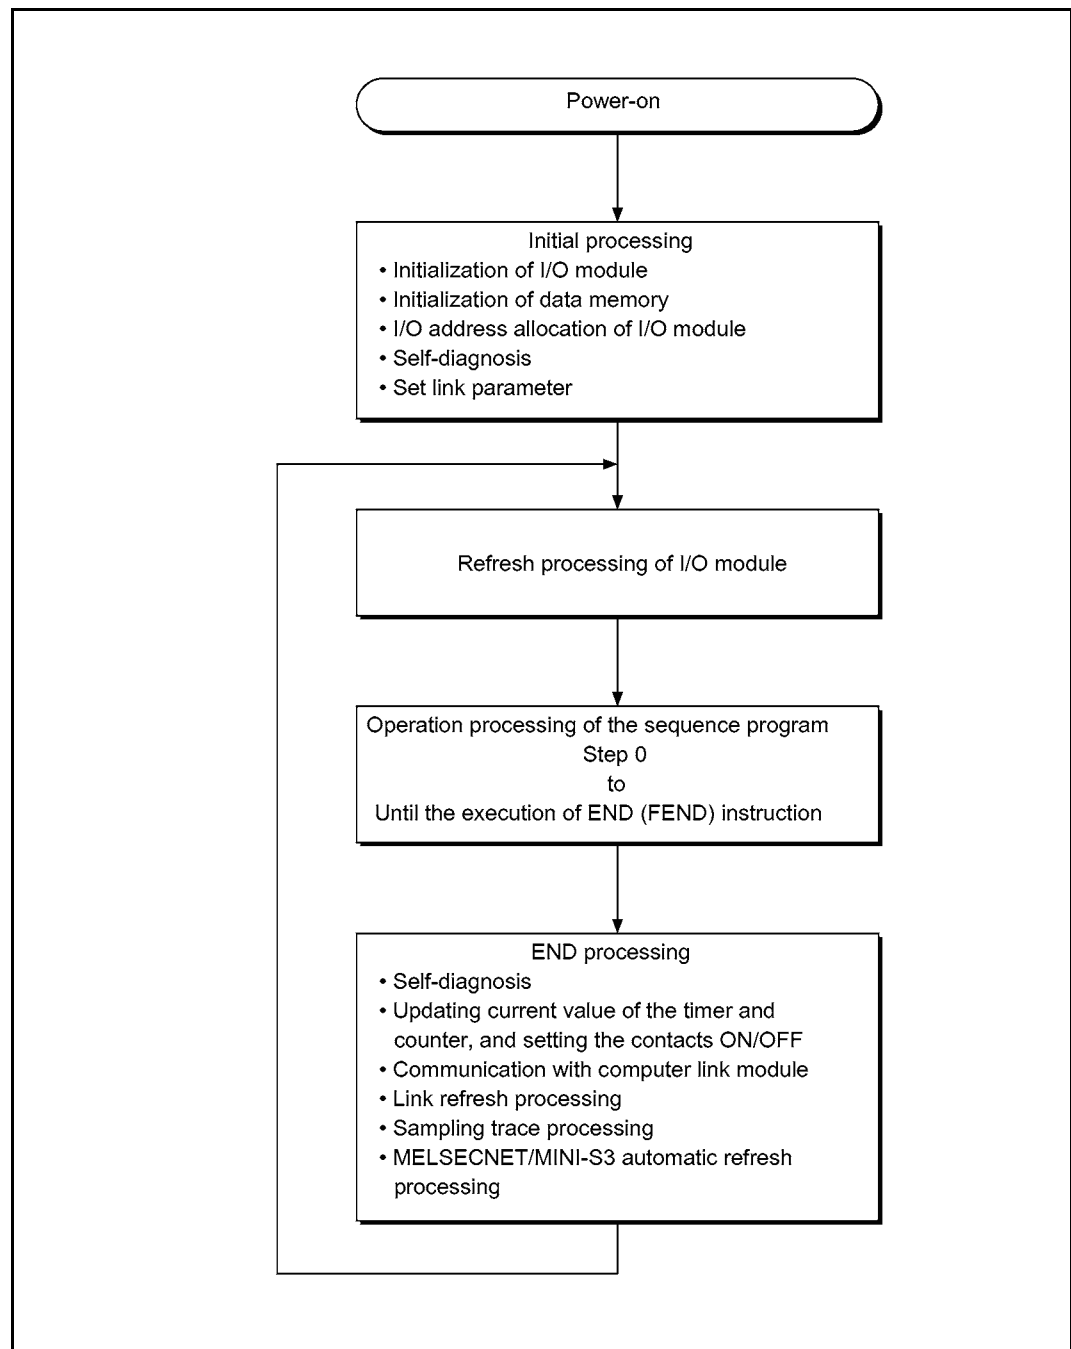 Power-on
Initial processing
• Initialization of I/O module
• Initialization of data memory
• I/O address allocation of I/O module
• Self-diagnosis
• Set link parameter
Refresh processing of I/O module
Operation processing of the sequence program
Step 0
to
Until the execution of END (FEND) instruction
END processing
• Self-diagnosis
• Updating current value of the timer and
counter, and setting the contacts ON/OFF
• Communication with computer link module
• Link refresh processing
• Sampling trace processing
• MELSECNET/MINI-S3 automatic refresh
processing